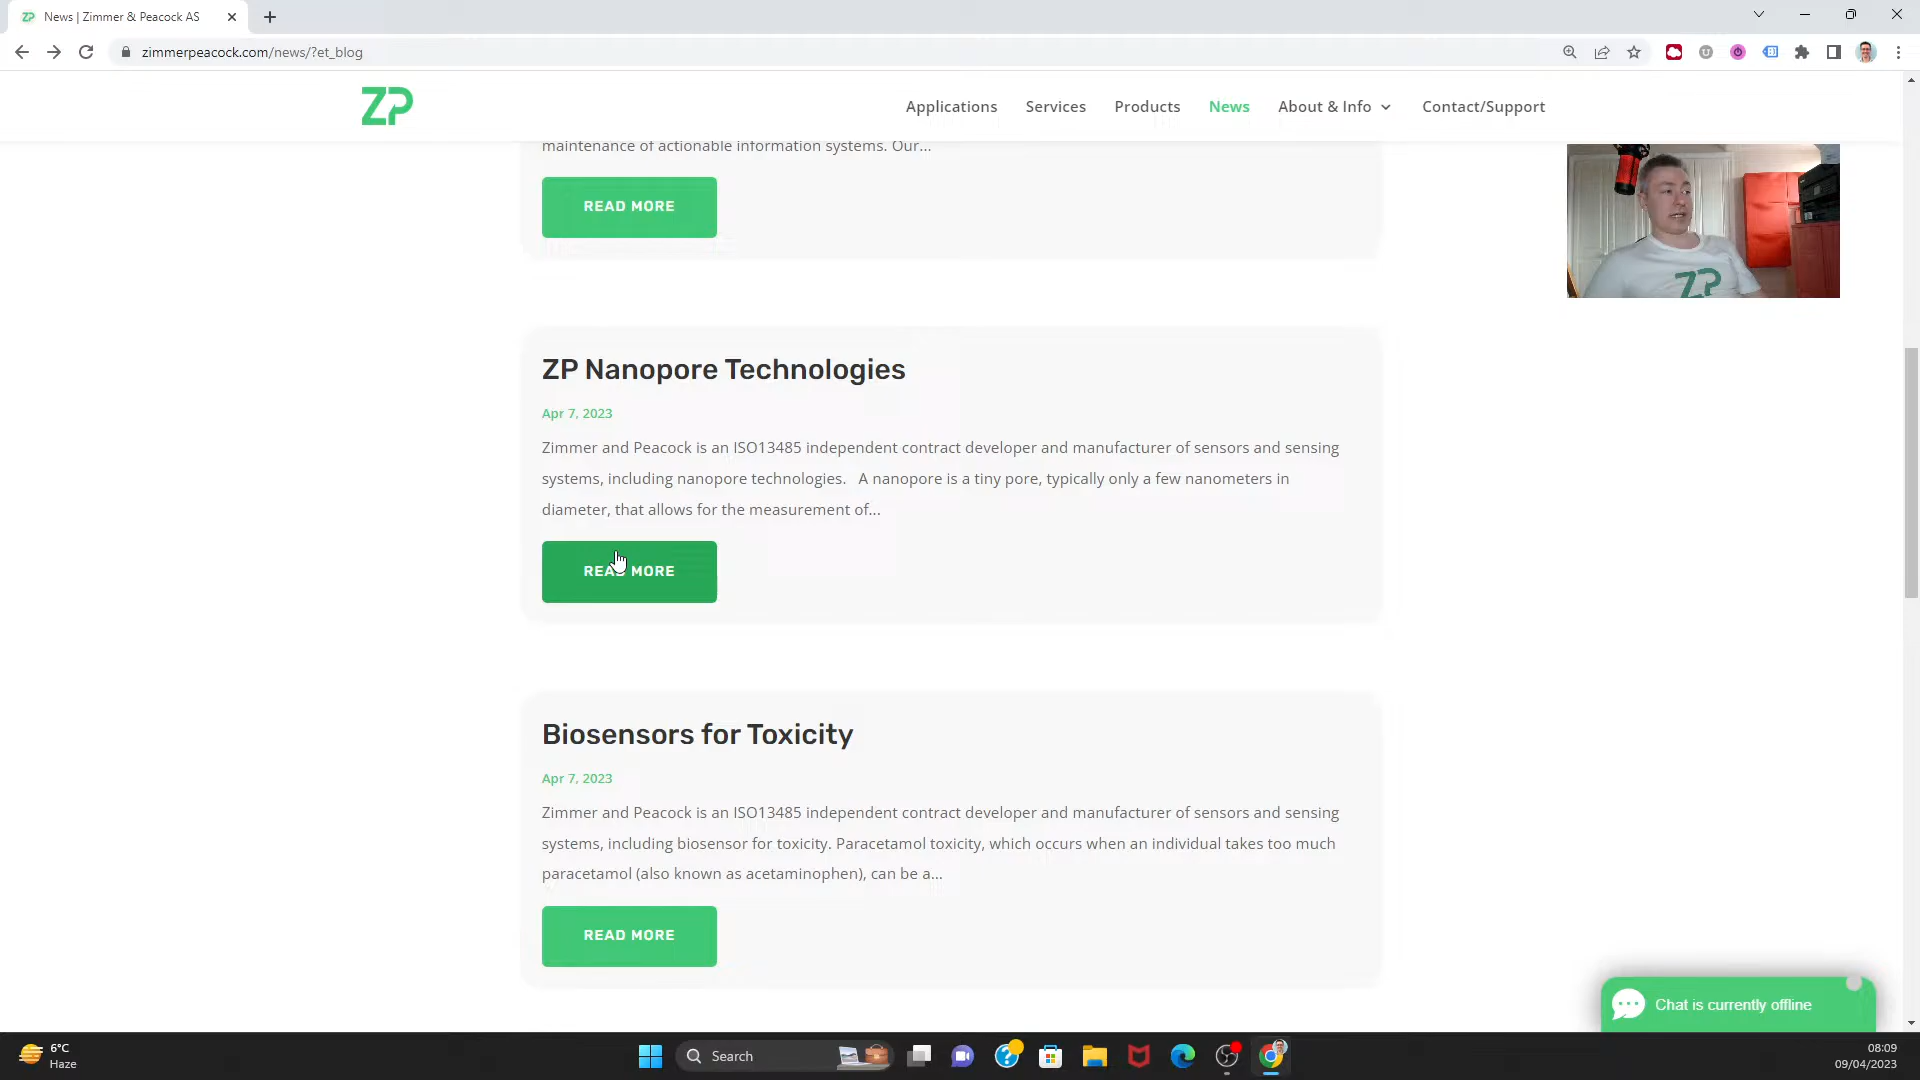 ZP News | Zimmer & Peacock AS
zimmerpeacock.com/news/?et_blog
ZP
Applications
Services
Products
News
About & Info
Contact/Support
maintenance of actionable information systems. Our...
READ MORE
ZP
ZP Nanopore Technologies
Apr 7, 2023
Zimmer and Peacock is an ISO13485 independent contract developer and manufacturer of sensors and sensing
systems, including nanopore technologies. A nanopore is a tiny pore, typically only a few nanometers in
diameter, that allows for the measurement of...
READ MORE
Biosensors for Toxicity
Apr 7, 2023
Zimmer and Peacock is an ISO13485 independent contract developer and manufacturer of sensors and sensing
systems, including biosensor for toxicity. Paracetamol toxicity, which occurs when an individual takes too much
paracetamol (also known as acetaminophen), can be a...
READ MORE
Chat is currently offline
6°C
Haze
Search
08:09
09/04/2023